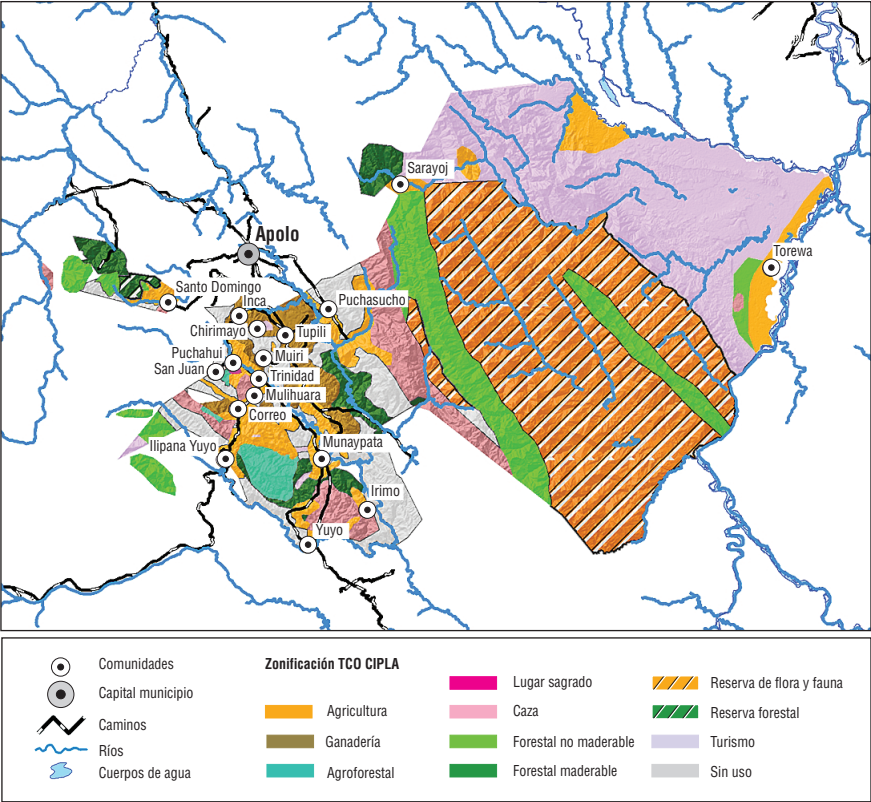 Sarayoj
Apolo
Torewa
Santo Domingo
Inca
Puchasucho
Chirimayo
Tupili
Puchahui
Muiri
San Juan
Trinidad
Mulihuara
Correo
Ilipana Yuyo
Munaypata
Irimo
Yuyo
Comunidades
Capital municipio
Caminos
Ríos
Cuerpos de agua
Zonificación TCO CIPLA
Agricultura
Ganadería
Agroforestal
Lugar sagrado
Caza
Forestal no maderable
Forestal maderable
Reserva de flora y fauna
Reserva forestal
Turismo
Sin uso